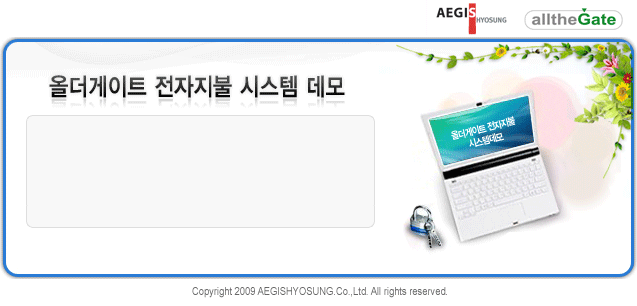 AEGIS HYOSUNG
alltheGate
올더게이트 전자지불 시스템 데모
올더게이트 전자지불
시스템데모
Copyright 2009 AEGISHYOSUNG.Co.,Ltd. All rights reserved.